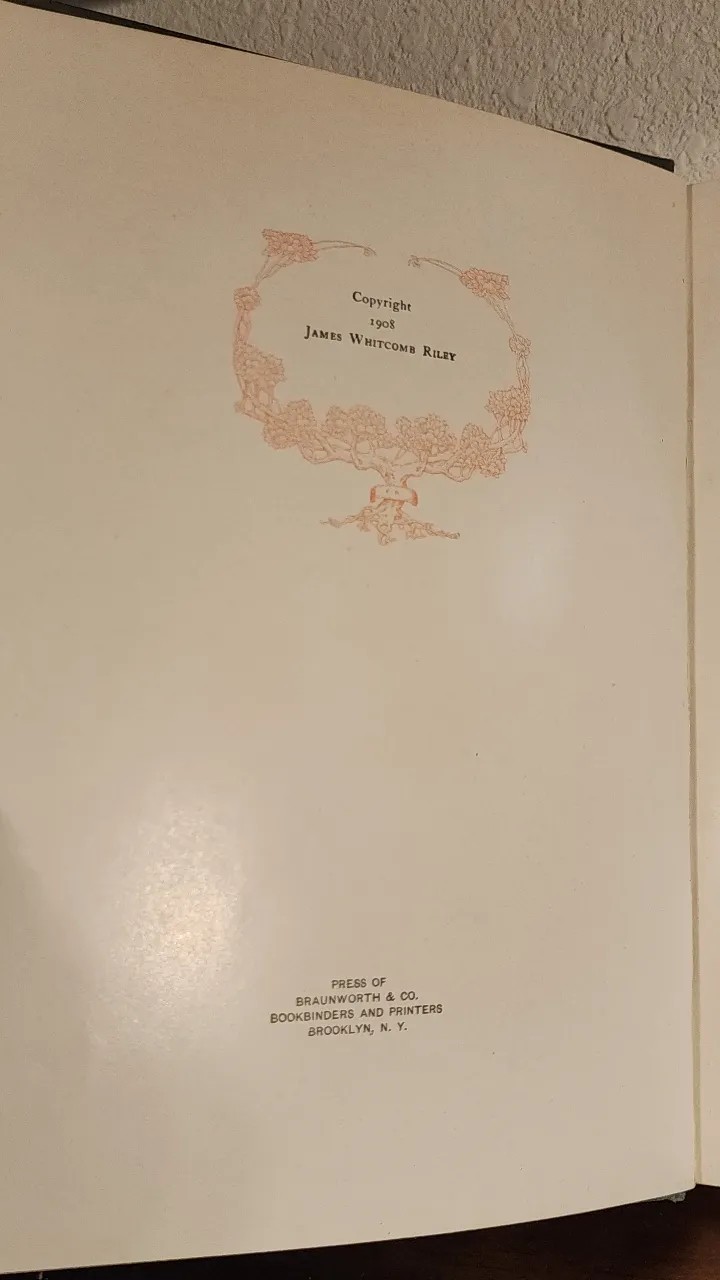 Copyright
1908
James Whitcomb Riley
PRESS OF
BRAUNWORTH & CO.
BOOKBINDERS AND PRINTERS
BROOKLYN, N. Y.